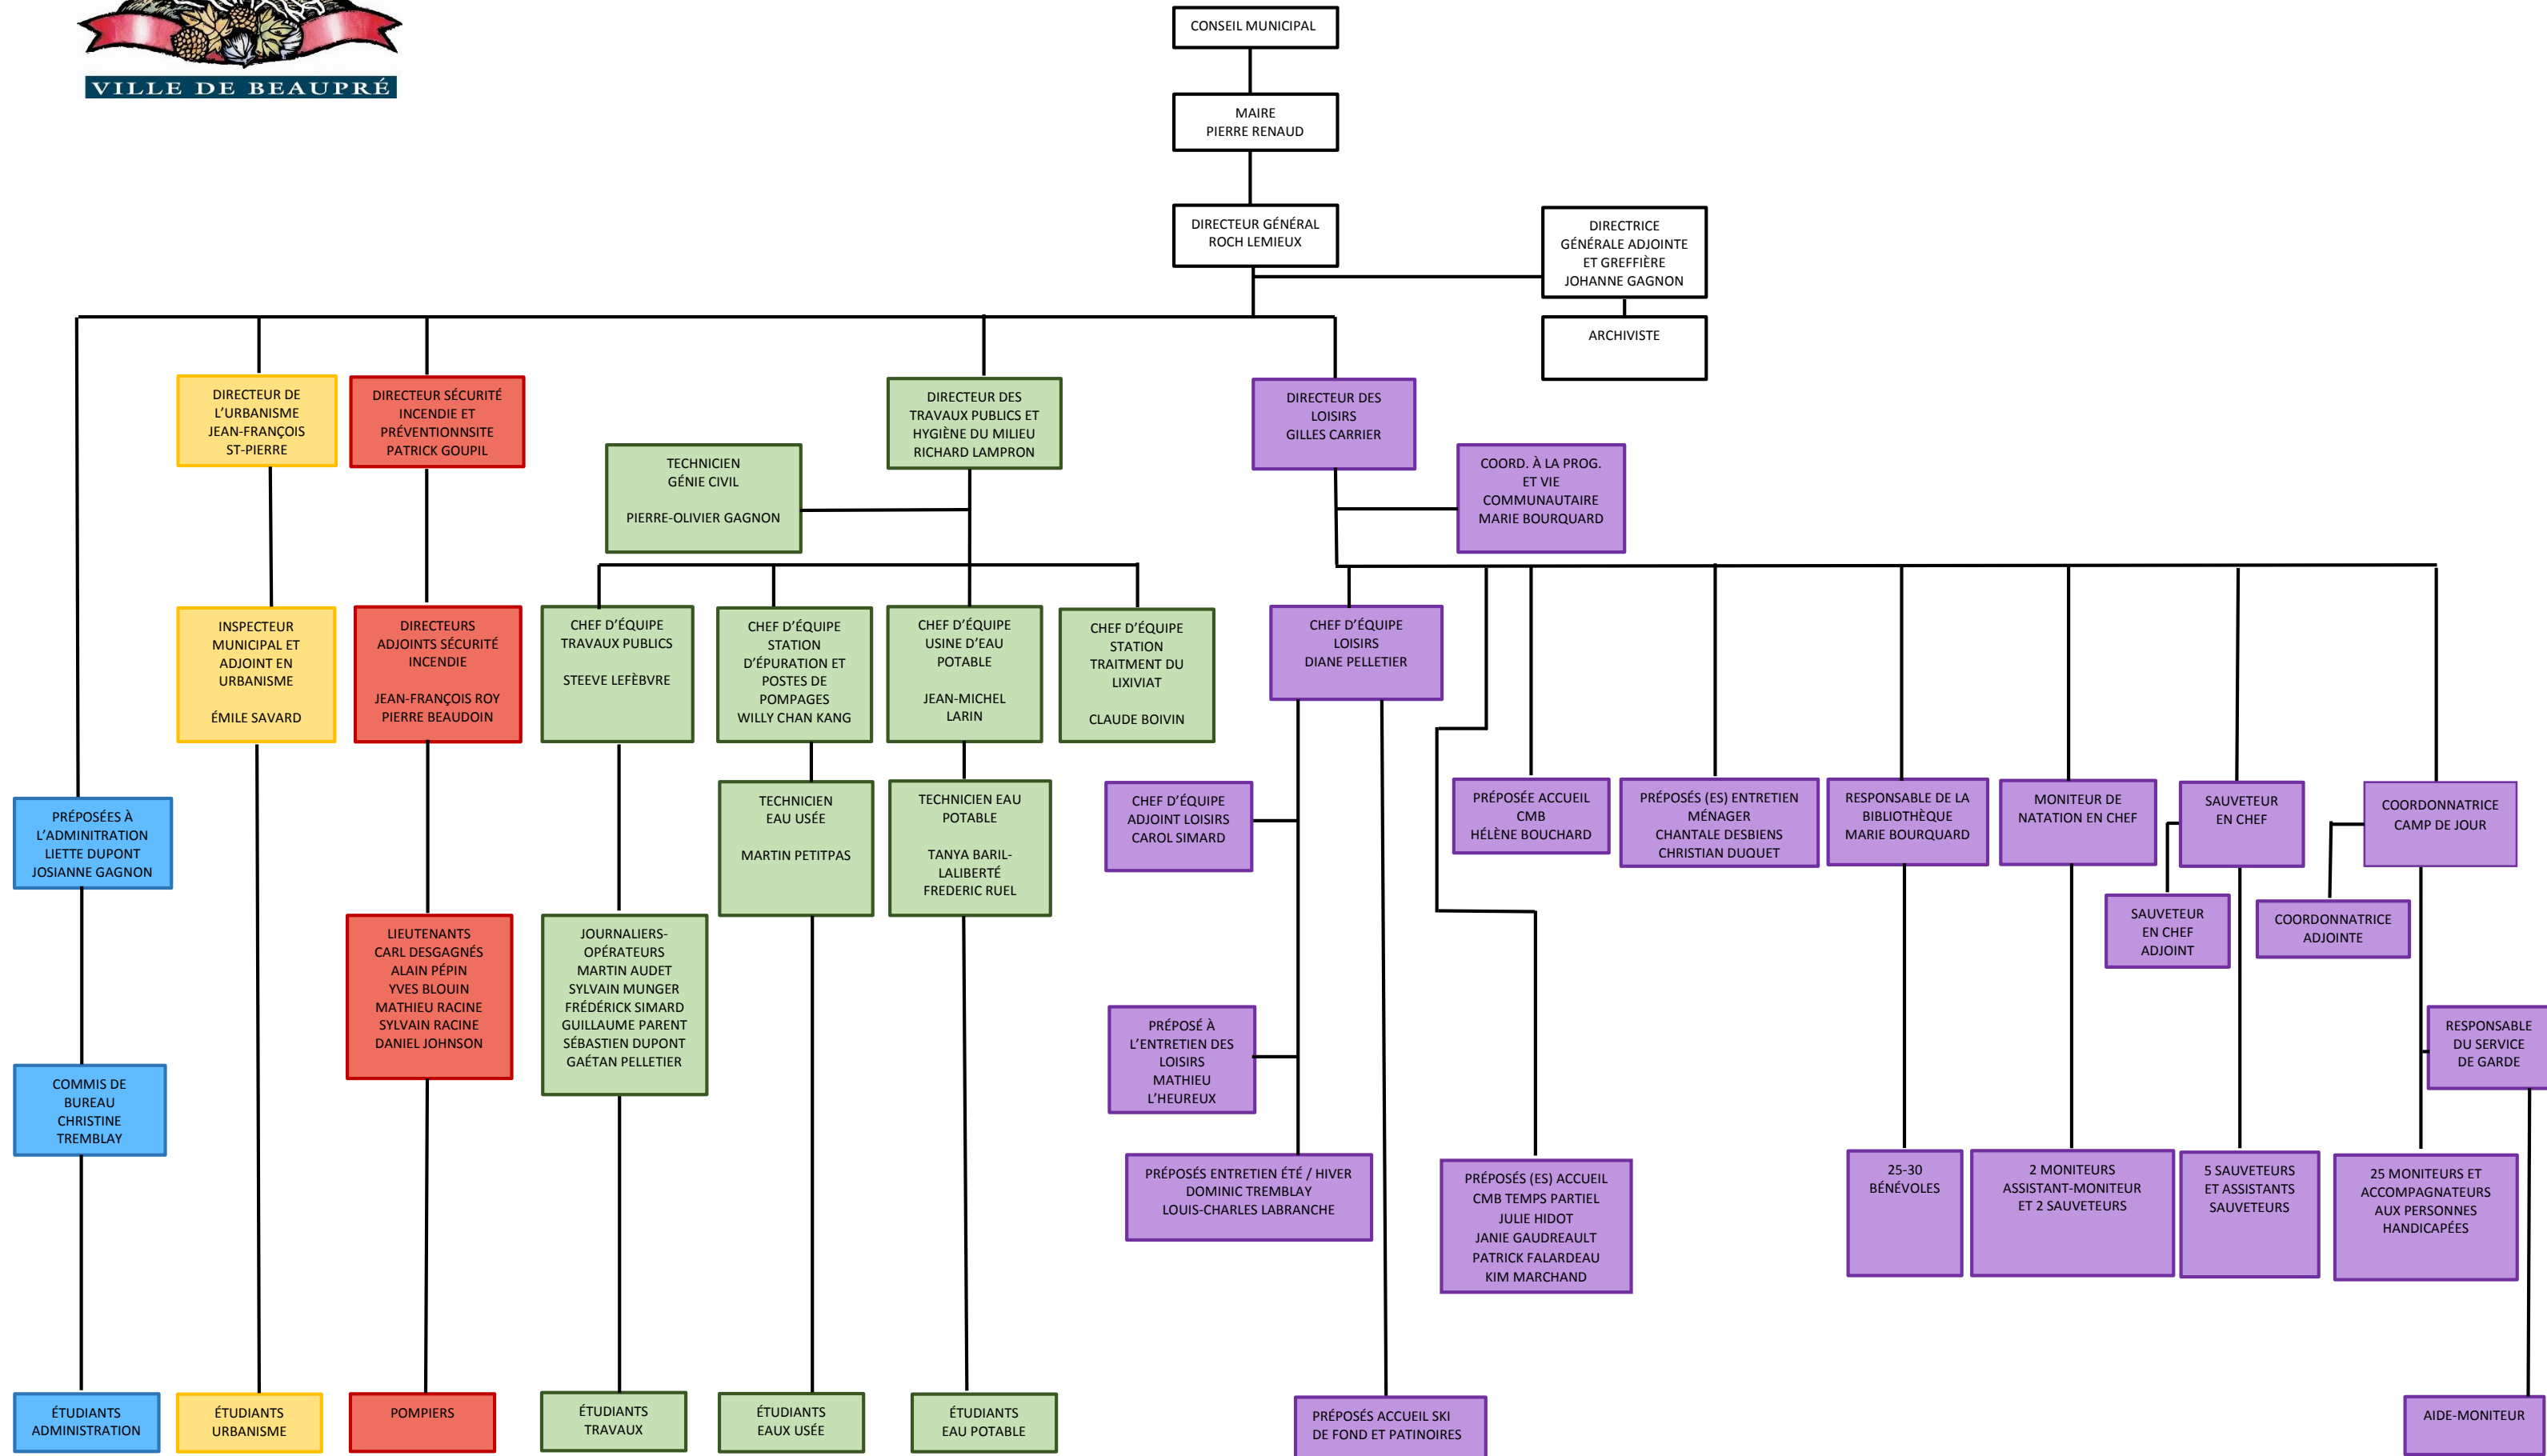 VILLE DE BEAUPRÉ
CONSEIL MUNICIPAL
MAIRE
PIERRE RENAUD
DIRECTEUR GÉNÉRAL
ROCH LEMIEUX
DIRECTRICE
GÉNÉRALE ADJOINTE
ET GREFFIÈRE
JOHANNE GAGNON
ARCHIVISTE
DIRECTEUR DE
L’URBANISME
JEAN-FRANÇOIS
ST-PIERRE
DIRECTEUR SÉCURITÉ
INCENDIE ET
PRÉVENTIONNSITE
PATRICK GOUPIL
DIRECTEUR DES
TRAVAUX PUBLICS ET
HYGIÈNE DU MILIEU
RICHARD LAMPRON
DIRECTEUR DES
LOISIRS
GILLES CARRIER
TECHNICIEN
GÉNIE CIVIL
PIERRE-OLIVIER GAGNON
COORD. À LA PROG.
ET VIE
COMMUNAUTAIRE
MARIE BOURQUARD
INSPECTEUR
MUNICIPAL ET
ADJOINT EN
URBANISME
ÉMILE SAVARD
DIRECTEURS
ADJOINTS SÉCURITÉ
INCENDIE
JEAN-FRANÇOIS ROY
PIERRE BEAUDOIN
CHEF D’ÉQUIPE
TRAVAUX PUBLICS
STEEVE LEFÈBVRE
CHEF D’ÉQUIPE
STATION
D’ÉPURATION ET
POSTES DE
POMPAGES
WILLY CHAN KANG
CHEF D’ÉQUIPE
USINE D’EAU
POTABLE
JEAN-MICHEL
LARIN
CHEF D’ÉQUIPE
STATION
TRAITEMENT DU
LIXIVIAT
CLAUDE BOIVIN
CHEF D’ÉQUIPE
LOISIRS
DIANE PELLETIER
PRÉPOSÉES À
L’ADMINITRATION
LIETTE DUPONT
JOSIANNE GAGNON
TECHNICIEN
EAU USÉE
MARTIN PETITPAS
TECHNICIEN EAU
POTABLE
TANYA BARIL-
LALIBERTÉ
FREDERIC RUEL
CHEF D’ÉQUIPE
ADJOINT LOISIRS
CAROL SIMARD
PRÉPOSÉE ACCUEIL
CMB
HÉLÈNE BOUCHARD
PRÉPOSÉS (ES) ENTRETIEN
MÉNAGER
CHANTALE DESBIENS
CHRISTIAN DUQUET
RESPONSABLE DE LA
BIBLIOTHÈQUE
MARIE BOURQUARD
MONITEUR DE
NATATION EN CHEF
SAUVETEUR
EN CHEF
COORDONNATRICE
CAMP DE JOUR
SAUVETEUR
EN CHEF
ADJOINT
COORDONNATRICE
ADJOINTE
LIEUTENANTS
CARL DESGAGNÉS
ALAIN PÉPIN
YVES BLOUIN
MATHIEU RACINE
SYLVAIN RACINE
DANIEL JOHNSON
JOURNALIERS-
OPÉRATEURS
MARTIN AUDET
SYLVAIN MUNGER
FRÉDÉRICK SIMARD
GUILLAUME PARENT
SÉBASTIEN DUPONT
GAÉTAN PELLETIER
PRÉPOSÉ À
L’ENTRETIEN DES
LOISIRS
MATHIEU
L’HEUREUX
RESPONSABLE
DU SERVICE
DE GARDE
COMMIS DE
BUREAU
CHRISTINE
TREMBLAY
PRÉPOSÉS ENTRETIEN ÉTÉ / HIVER
DOMINIC TREMBLAY
LOUIS-CHARLES LABRANCHE
PRÉPOSÉS (ES) ACCUEIL
CMB TEMPS PARTIEL
JULIE HIDOT
JANIE GAUDREAULT
PATRICK FALARDEAU
KIM MARCHAND
25-30
BÉNÉVOLES
2 MONITEURS
ASSISTANT-MONITEUR
ET 2 SAUVETEURS
5 SAUVETEURS
ET ASSISTANTS
SAUVETEURS
25 MONITEURS ET
ACCOMPAGNATEURS
AUX PERSONNES
HANDICAPÉES
ÉTUDIANTS
ADMINISTRATION
ÉTUDIANTS
URBANISME
POMPIERS
ÉTUDIANTS
TRAVAUX
ÉTUDIANTS
EAUX USÉE
ÉTUDIANTS
EAU POTABLE
PRÉPOSÉS ACCUEIL SKI
DE FOND ET PATINOIRES
AIDE-MONITEUR